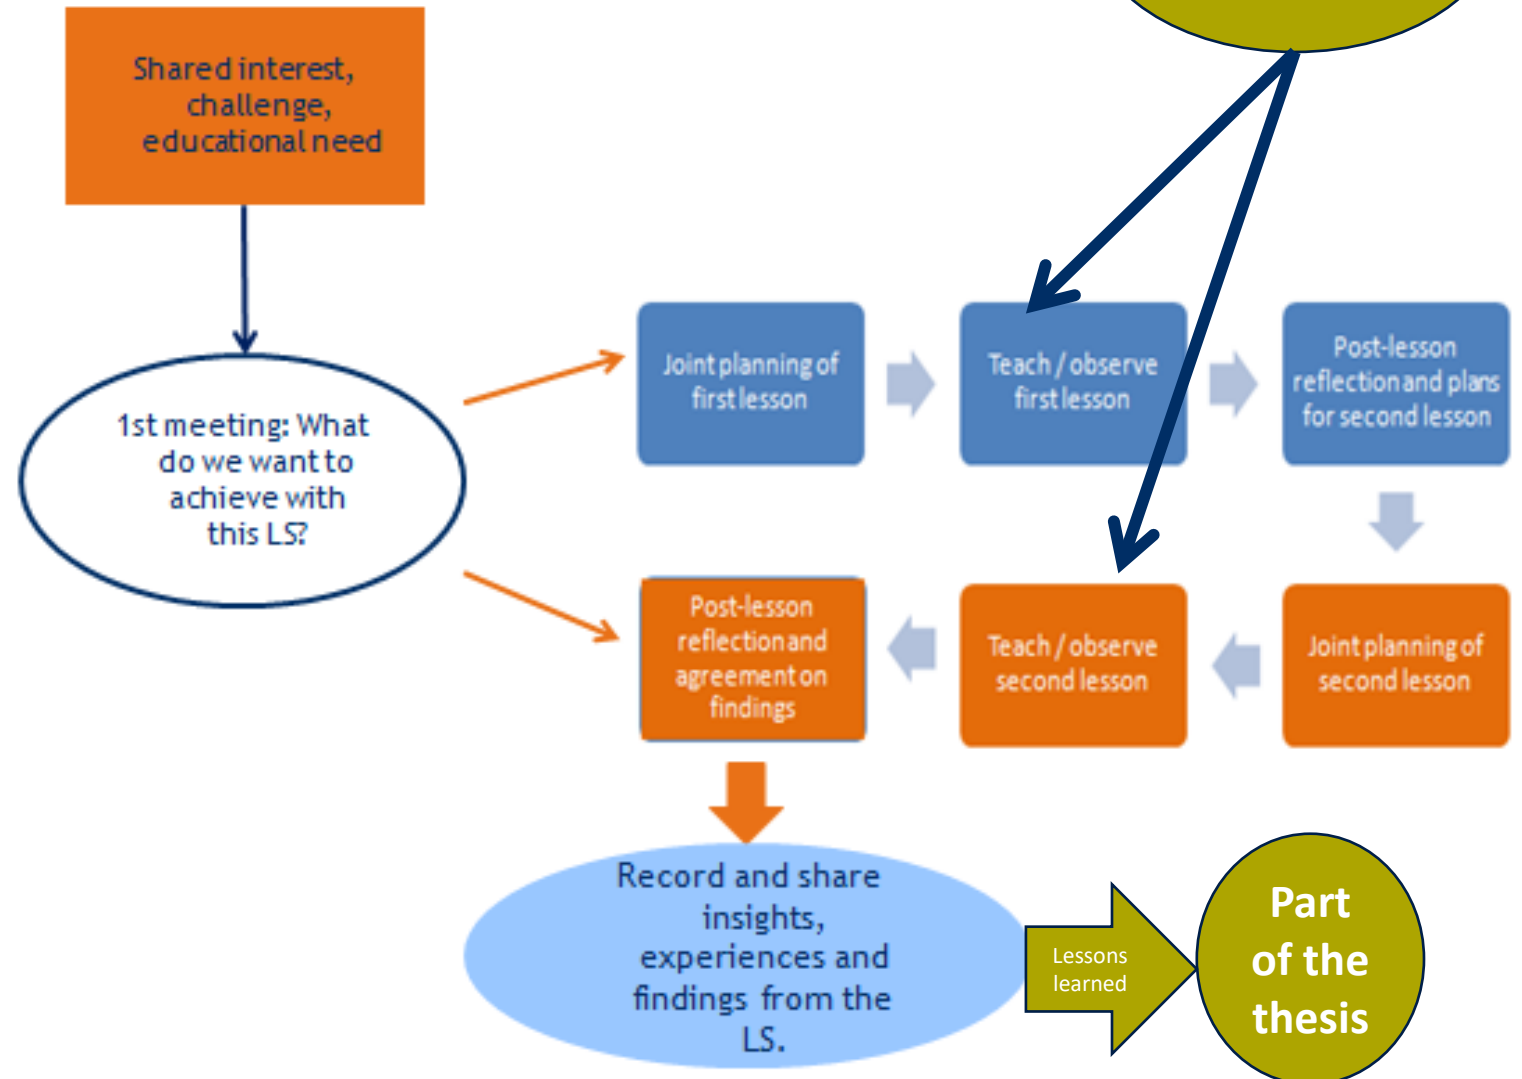 Shared interest,
challenge,
educational need
1st meeting: What
do we want to
achieve with
this LS?
Joint planning of
first lesson
Teach / observe
first lesson
Post-lesson
reflection and plans
for second lesson
Post-lesson
reflection and
agreement on
findings
Teach / observe
second lesson
Joint planning of
second lesson
Record and share
insights,
experiences and
findings from the
LS.
Lessons
learned
Part
of the
thesis